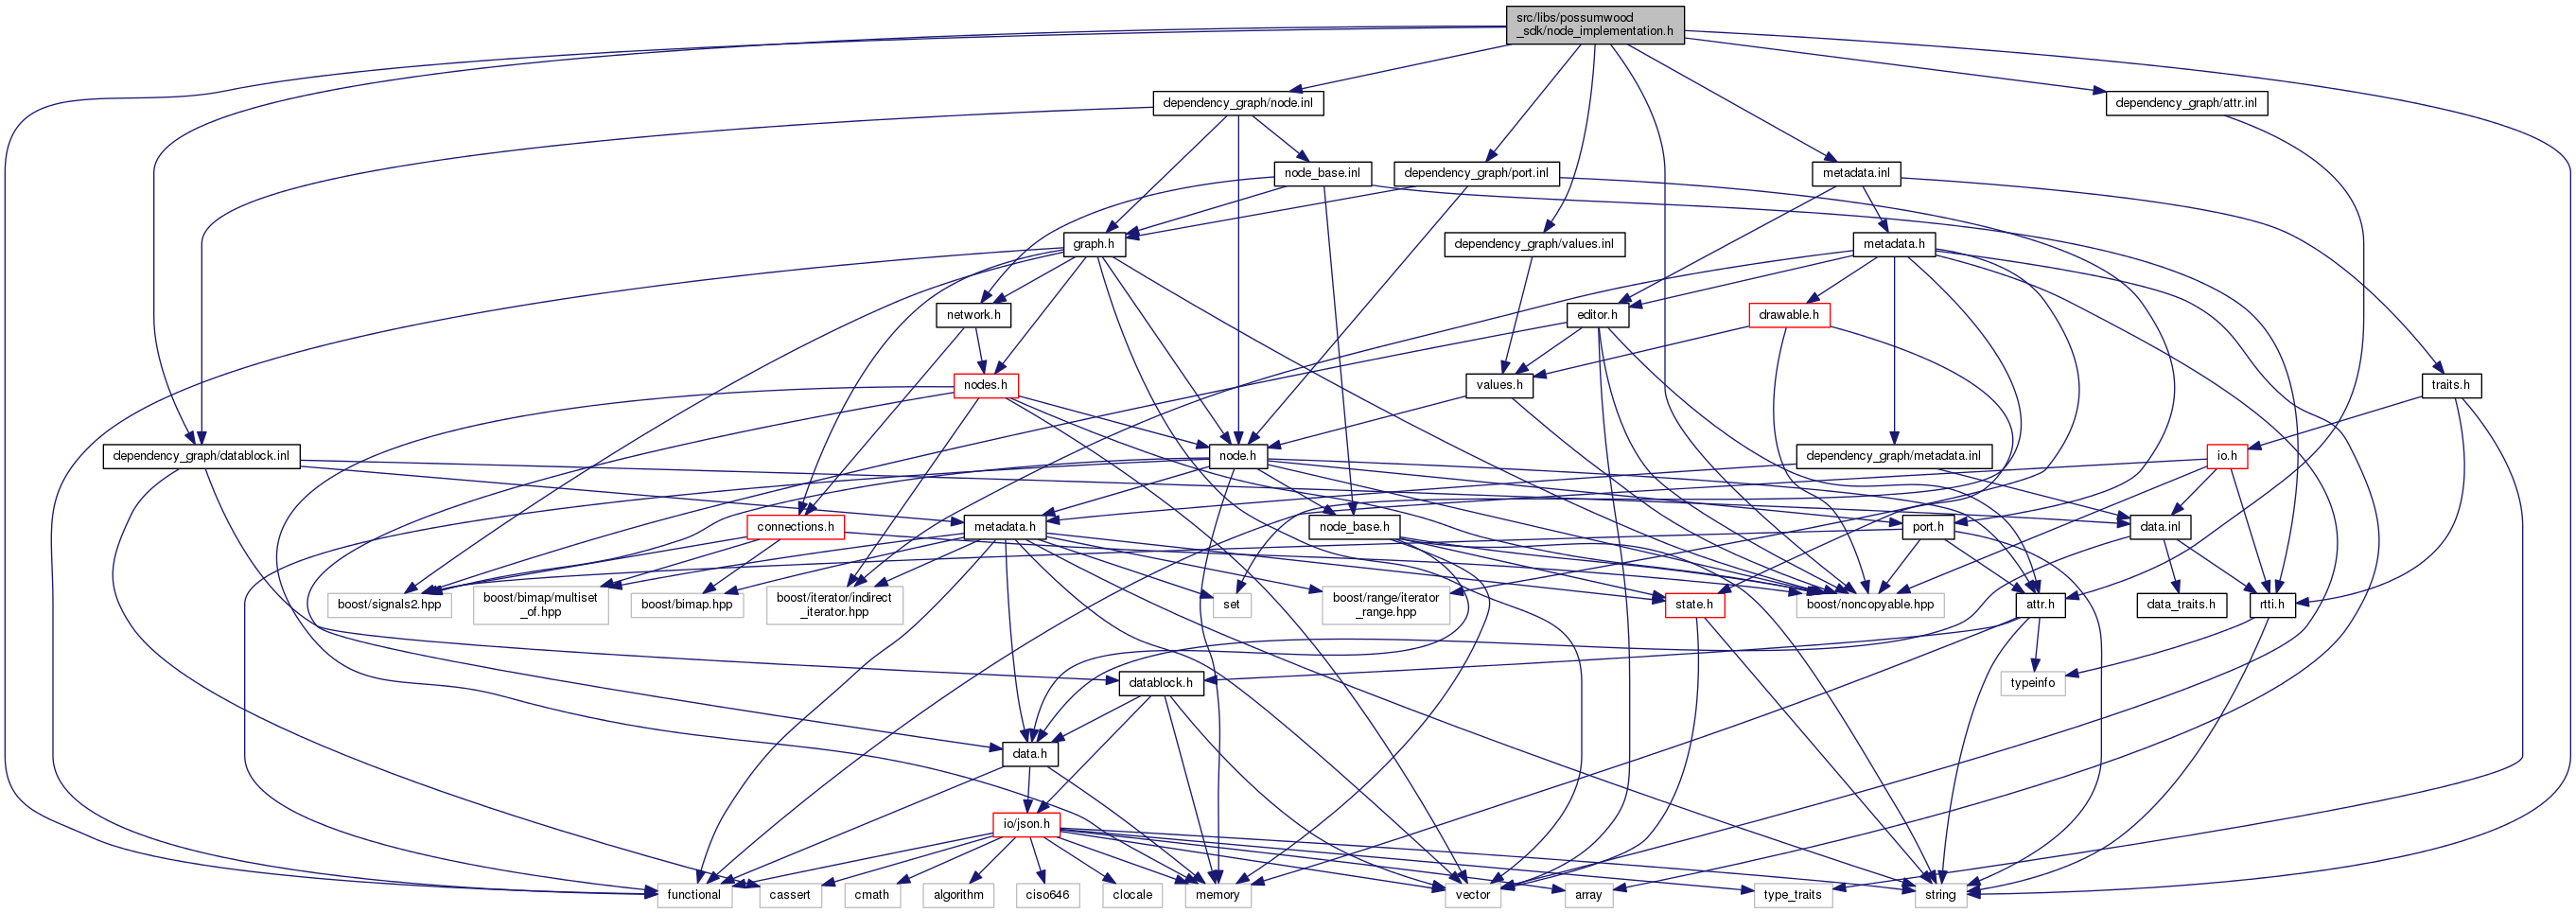 src/libs/possumwood
_sdk/node_implementation.h
dependency_graph/node.inl
dependency_graph/attr.inl
node_base.inl
dependency_graph/port.inl
metadata.inl
graph.h
dependency_graph/values.inl
metadata.h
network.h
editor.h
drawable.h
nodes.h
values.h
traits.h
dependency_graph/datablock.inl
node.h
dependency_graph/metadata.inl
io.h
connections.h
metadata.h
node_base.h
port.h
data.inl
boost/signals2.hpp
boost/bimap/multiset
_of.hpp
boost/bimap.hpp
boost/iterator/indirect
_iterator.hpp
set
boost/range/iterator
_range.hpp
state.h
boost/noncopyable.hpp
attr.h
data_traits.h
rtti.h
datablock.h
typeinfo
data.h
io/json.h
functional
cassert
cmath
algorithm
ciso646
clocale
memory
vector
array
type_traits
string